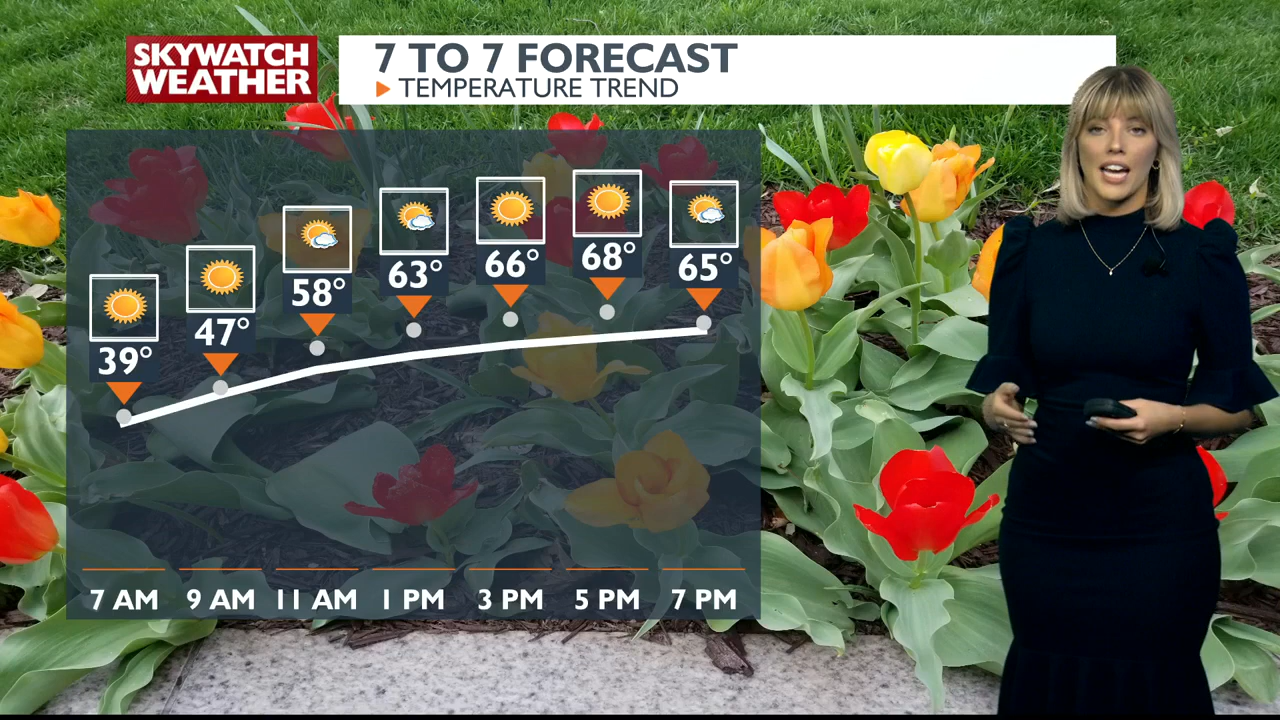 SKYWATCH
WEATHER
7 TO 7 FORECAST
TEMPERATURE TREND
39° 47° 58° 63° 66° 68° 65°
7 AM 9 AM 11 AM 1 PM 3 PM 5 PM 7 PM